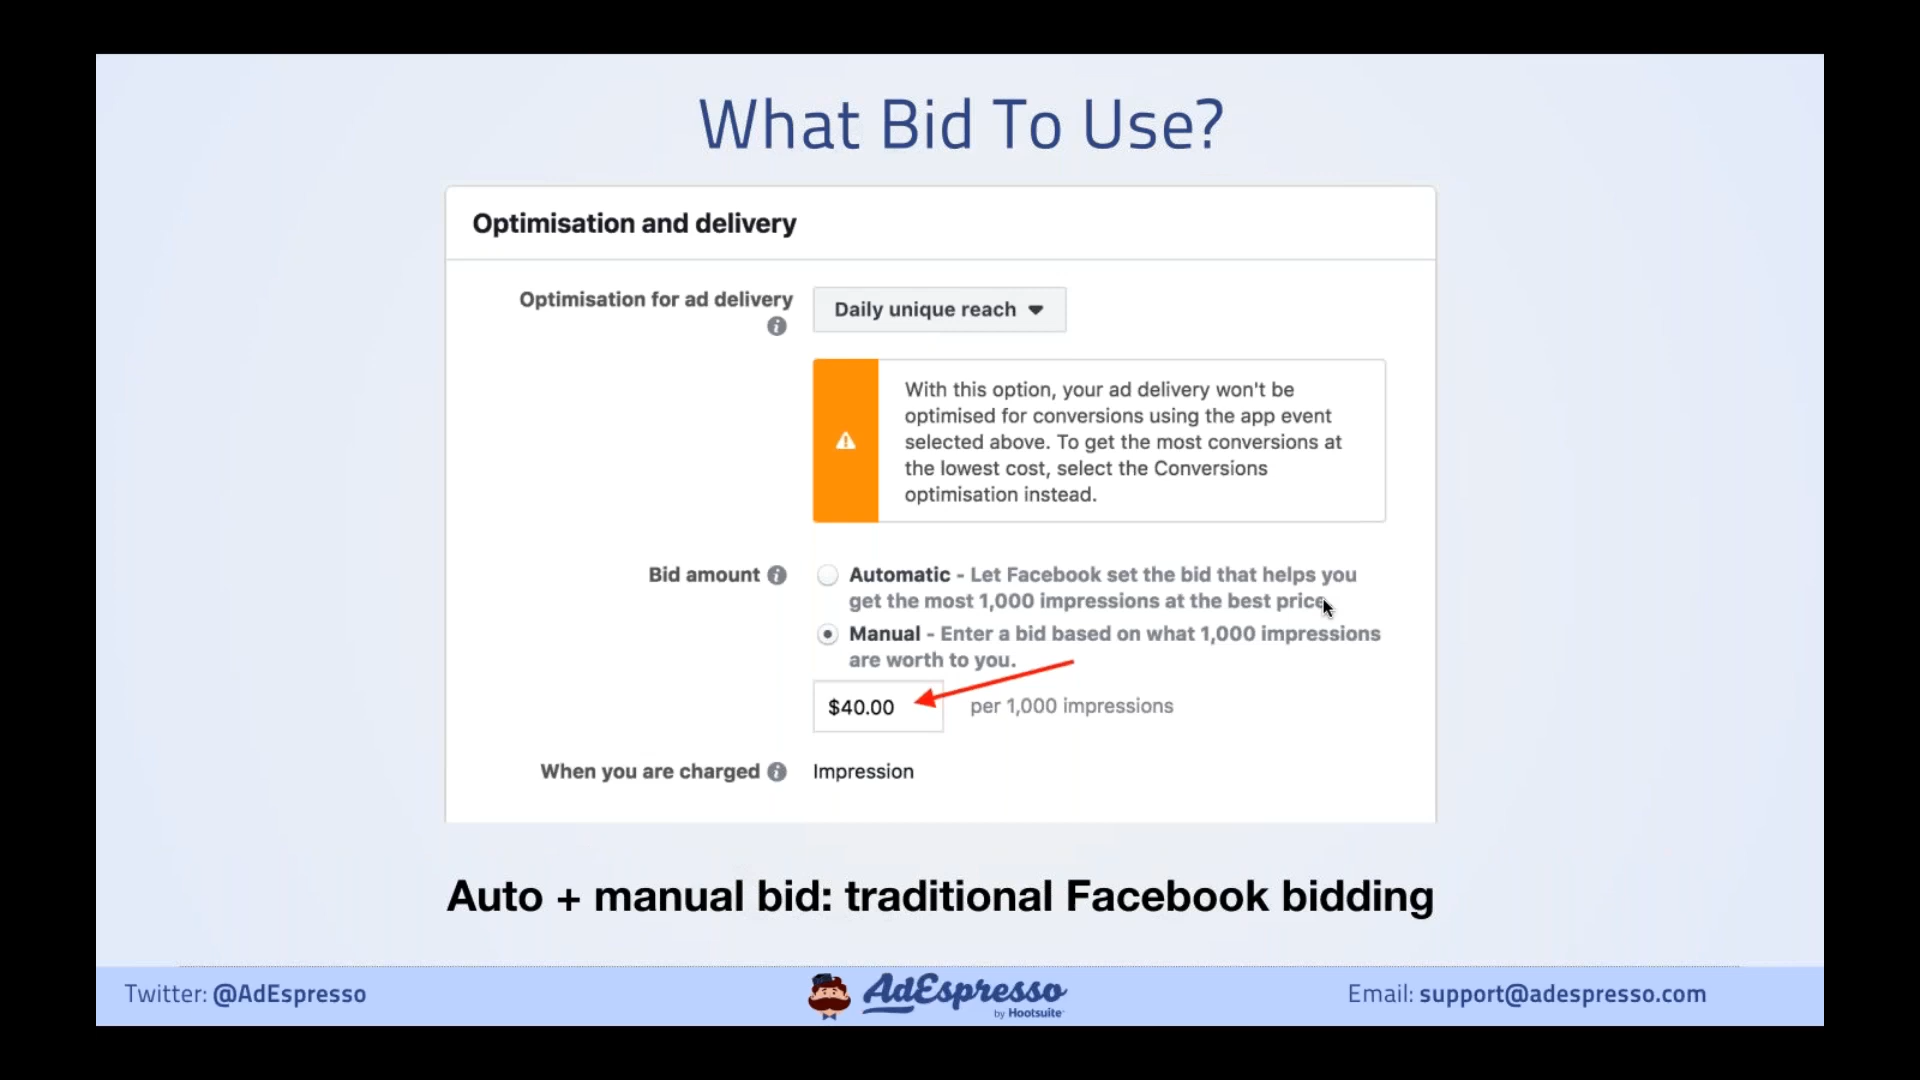 What Bid To Use?
Optimisation and delivery
Optimisation for ad delivery
Daily unique reach
With this option, your ad delivery won't be
optimised for conversions using the app event
selected above. To get the most conversions at
the lowest cost, select the Conversions
optimisation instead.
Bid amount
Automatic - Let Facebook set the bid that helps you
get the most 1,000 impressions at the best price.
Manual - Enter a bid based on what 1,000 impressions
are worth to you.
$40.00 per 1,000 impressions
When you are charged Impression
Auto + manual bid: traditional Facebook bidding
Twitter: @AdEspresso
AdEspresso
by Hootsuite
Email: support@adespresso.com